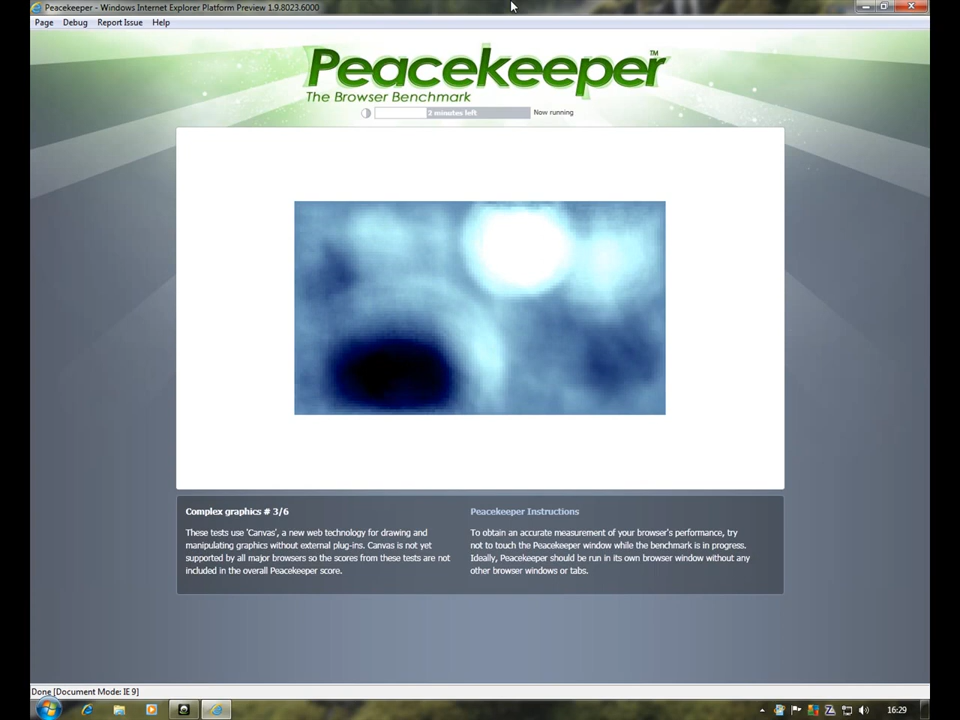 Peacekeeper - Windows Internet Explorer Platform Preview 1.9.8023.6000
Page Debug Report Issue Help
Peacekeeper™
The Browser Benchmark
2 minutes left Now running
Complex graphics # 3/6
These tests use 'Canvas', a new web technology for drawing and
manipulating graphics without external plug-ins. Canvas is not yet
supported by all major browsers so the scores from these tests are not
included in the overall Peacekeeper score.
Peacekeeper Instructions
To obtain an accurate measurement of your browser's performance, try
not to touch the Peacekeeper window while the benchmark is in progress.
Ideally, Peacekeeper should be run in its own browser window without any
other browser windows or tabs.
Done [Document Mode: IE 9]
16:29